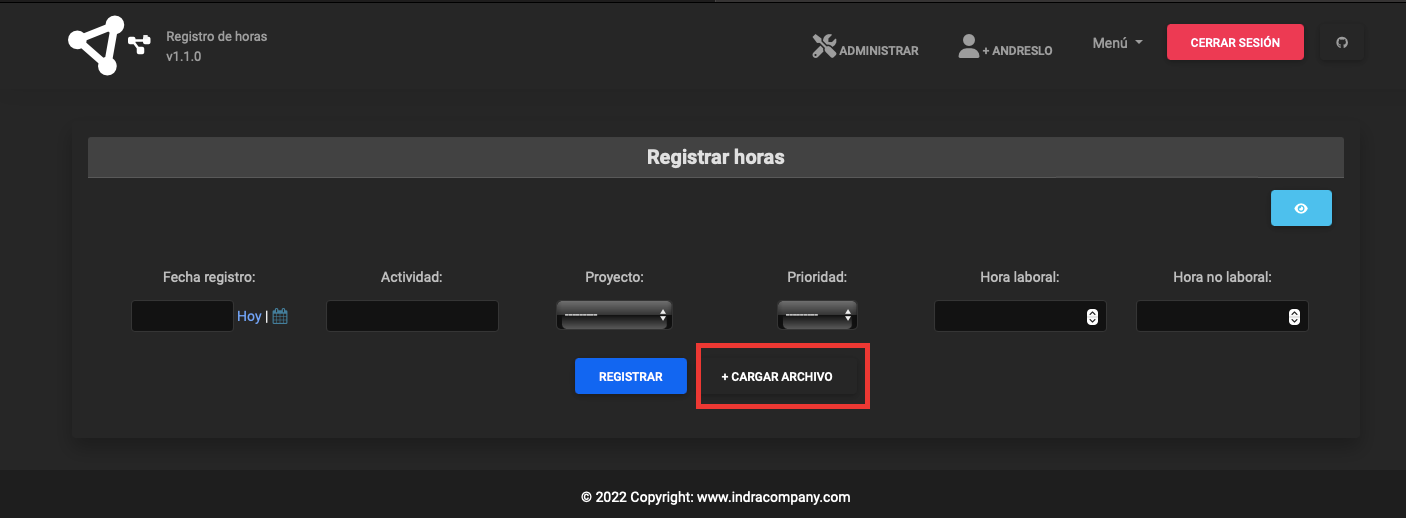 Registro de horas
v1.1.0
ADMINISTRAR
+ ANDRESLO
Menú
CERRAR SESIÓN
Registrar horas
Fecha registro:
Actividad:
Proyecto:
Prioridad:
Hora laboral:
Hora no laboral:
Hoy |
---------
---------
REGISTRAR
+ CARGAR ARCHIVO
© 2022 Copyright: www.indracompany.com